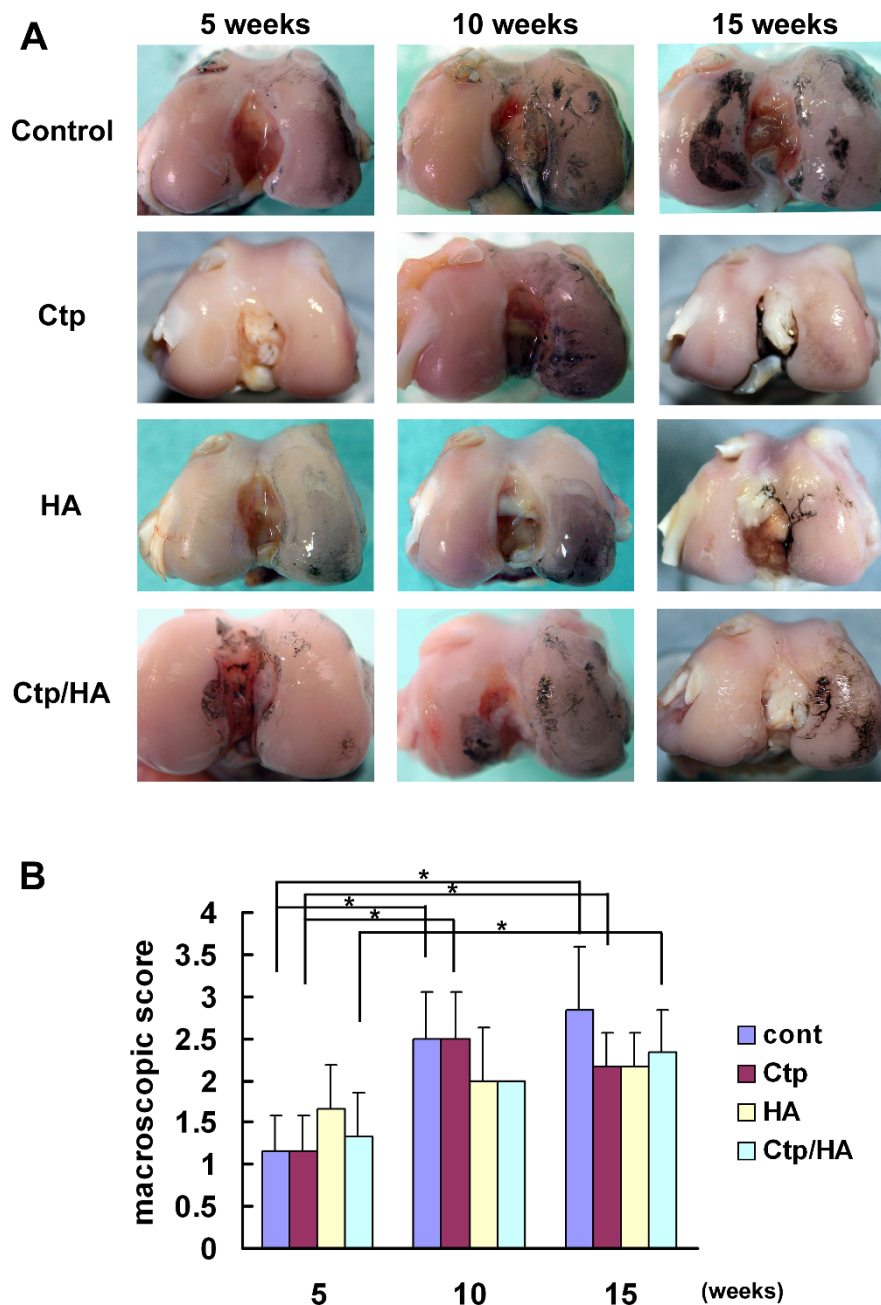 A
5 weeks 10 weeks 15 weeks
Control
Ctp
HA
Ctp/HA
B
* *
* *
*
macroscopic score
4
3.5
3
2.5
2
1.5
1
0.5
0
5 10 15 (weeks)
cont
Ctp
HA
Ctp/HA